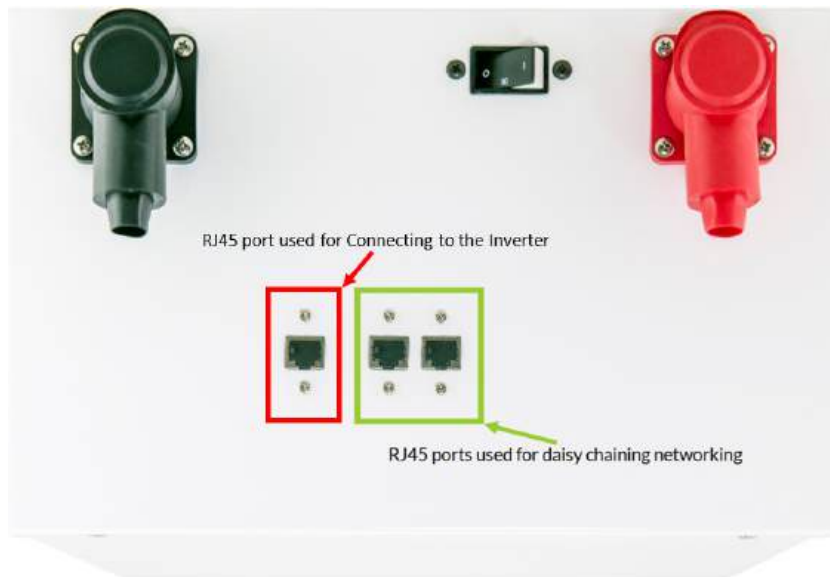 RJ45 port used for Connecting to the Inverter
RJ45 ports used for daisy chaining networking